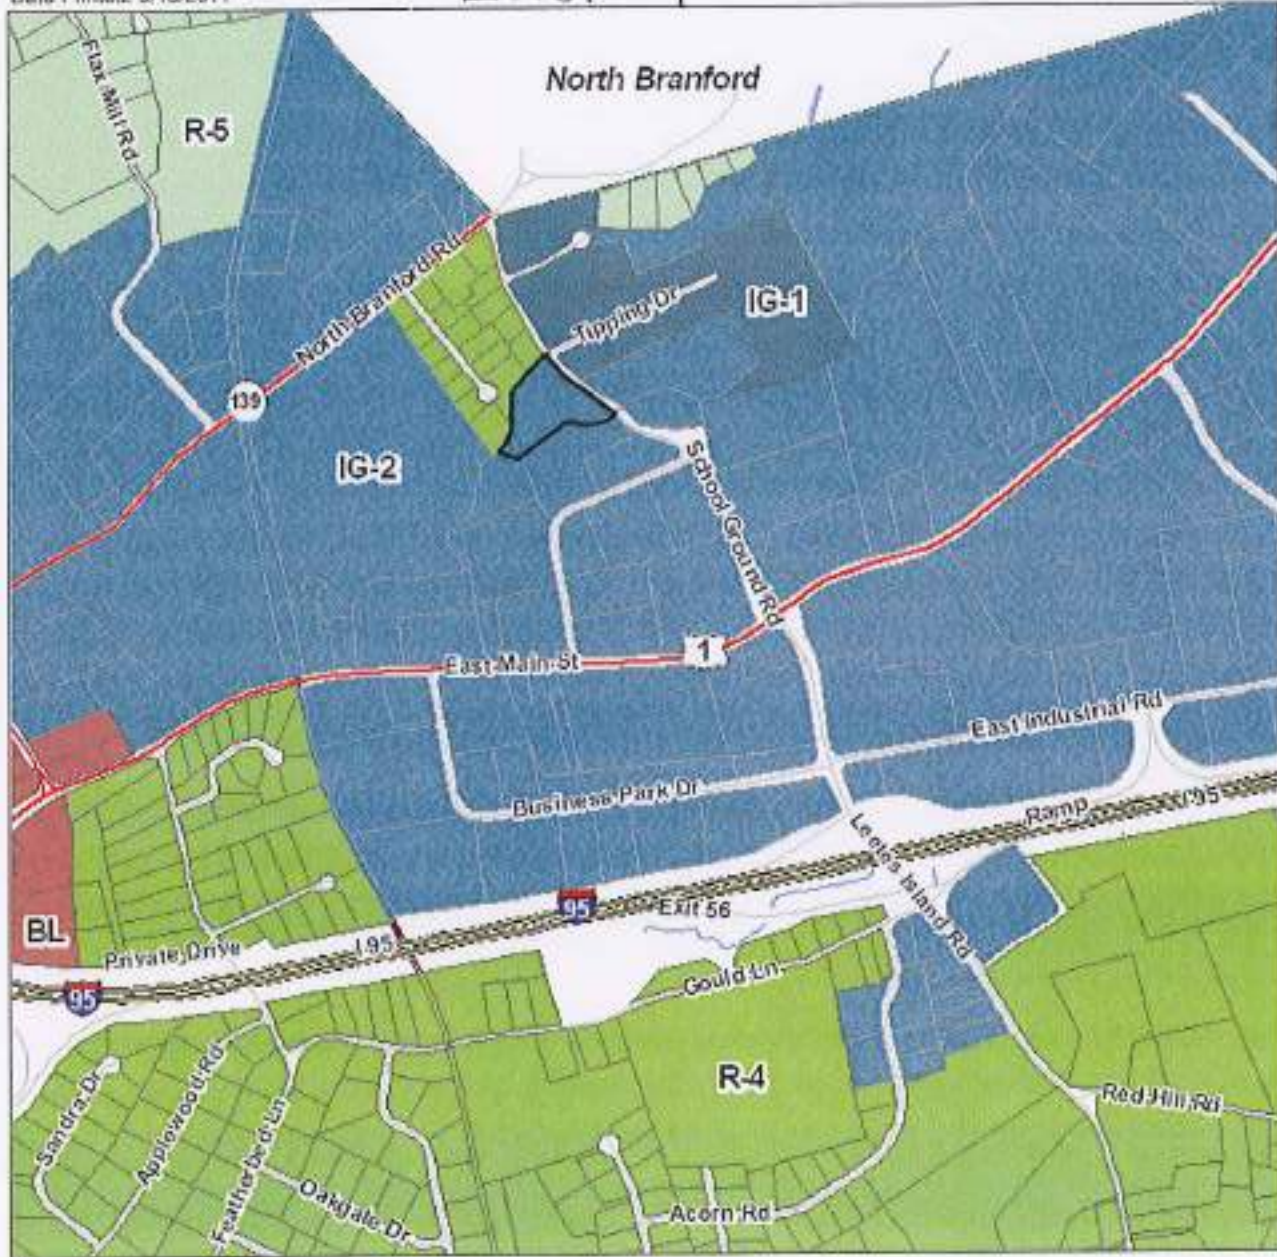 North Branford
Flax Mill Rd
R-5
North Branford Rd
Tipping Dr
IG-1
139
IG-2
School Ground Rd
East Main St
1
East Industrial Rd
Business Park Dr
Ramp
I 95
Leetes Island Rd
95
Exit 56
BL
Private Drive
I 95
95
Gould Ln
R-4
Sandra Dr
Applewood Rd
Featherbed Ln
Oakgate Dr
Acorn Rd
Red Hill Rd